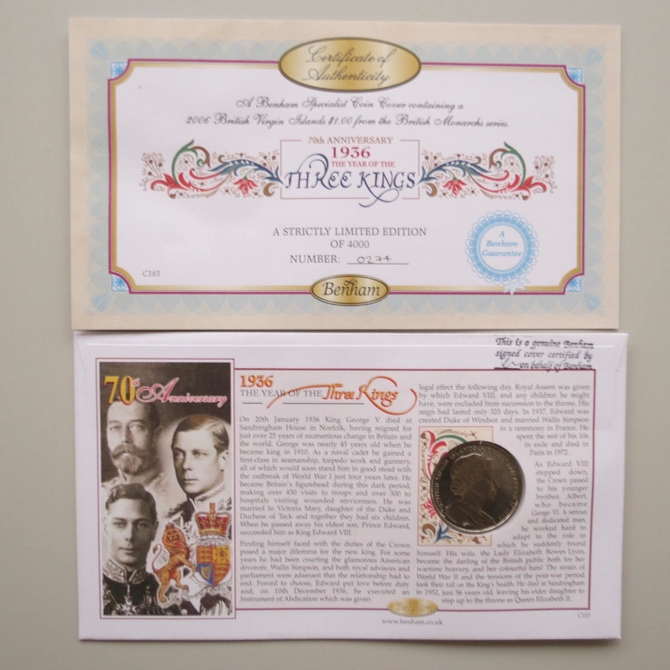 Certificate of
Authenticity
A Benham Specialist Coin Cover containing a
2006 British Virgin Islands $1.00 from the British Monarchs series.
70th ANNIVERSARY
1936
THE YEAR OF THE
THREE KINGS
A STRICTLY LIMITED EDITION
OF 4000
NUMBER: 0274
A
Benham
Guarantee
C183
Benham
This is a genuine Benham
signed cover certified by
on behalf of Benham
70th Anniversary
1936
THE YEAR OF THE Three Kings
On 20th January 1936 King George V died at
Sandringham House in Norfolk, having reigned for
just over 25 years of momentous change in Britain and
the world. George was nearly 45 years old when he
became king in 1910. As a naval cadet he gained a
first-class in seamanship, torpedo work and gunnery,
all of which would soon stand him in good stead with
the outbreak of World War I just four years later. He
became Britain's figurehead during this dark period,
making over 450 visits to troops and over 300 to
hospitals visiting wounded servicemen. He was
married to Victoria Mary, daughter of the Duke and
Duchess of Teck and together they had six children.
When he passed away his eldest son, Prince Edward,
succeeded him as King Edward VIII.
Finding himself faced with the duties of the Crown
posed a major dilemma for the new king. For some
years he had been courting the glamorous American
divorcee, Wallis Simpson, and both royal advisors and
parliament were adamant that the relationship had to
end. Forced to choose, Edward put love before duty
and, on 10th December 1936, he executed an
Instrument of Abdication which was given
legal effect the following day. Royal Assent was given
by which Edward VIII, and any children he might
have, were excluded from succession to the throne. His
reign had lasted only 325 days. In 1937, Edward was
created Duke of Windsor and married Wallis Simpson
in a ceremony in France. He
spent the rest of his life
in exile and died in
Paris in 1972.
As Edward VIII
stepped down,
the Crown passed
to his younger
brother, Albert,
who became
George VI. A serious
and dedicated man,
he worked hard to
adapt to the role in
which he suddenly found
himself. His wife, the Lady Elizabeth Bowes Lyon,
become the darling of the British public both for her
wartime bravery, and her colourful hats! The strain of
World War II and the tensions of the post-war period
took their toll on the King's health. He died at Sandringham
in 1952, just 56 years old, leaving his elder daughter to
step up to the throne as Queen Elizabeth II.
Benham
www.benham.co.uk
C183